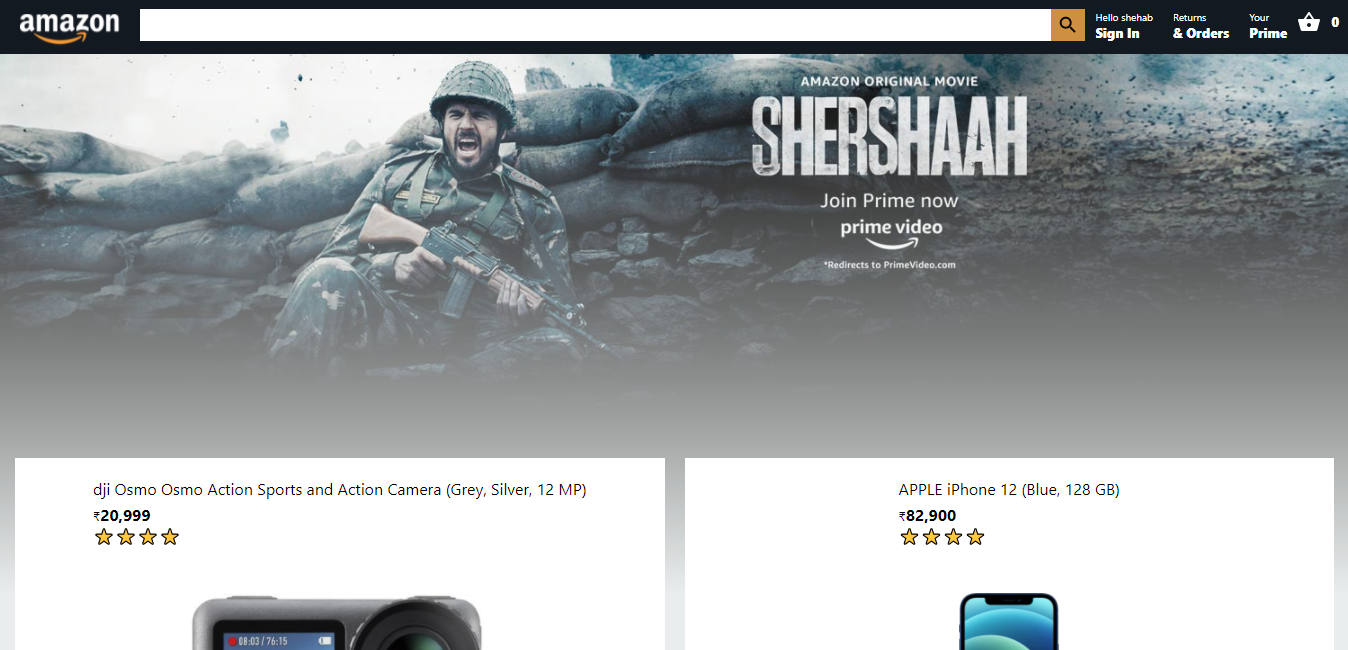 amazon
Hello shehab
Sign In
Returns
& Orders
Your
Prime
0
AMAZON ORIGINAL MOVIE
SHERSHAAH
Join Prime now
prime video
*Redirects to PrimeVideo.com
dji Osmo Osmo Action Sports and Action Camera (Grey, Silver, 12 MP)
₹20,999
APPLE iPhone 12 (Blue, 128 GB)
₹82,900
08:03 / 76:15